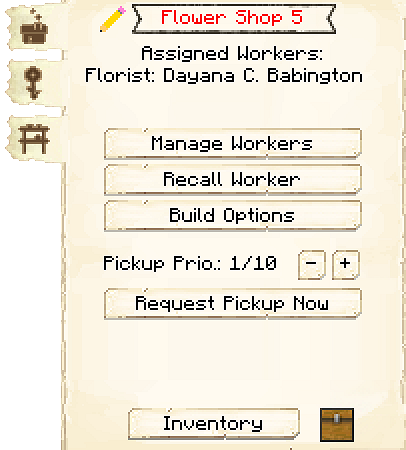 Flower Shop 5
Assigned Workers:
Florist: Dayana C. Babington
Manage Workers
Recall Worker
Build Options
Pickup Prio.: 1/10 - +
Request Pickup Now
Inventory